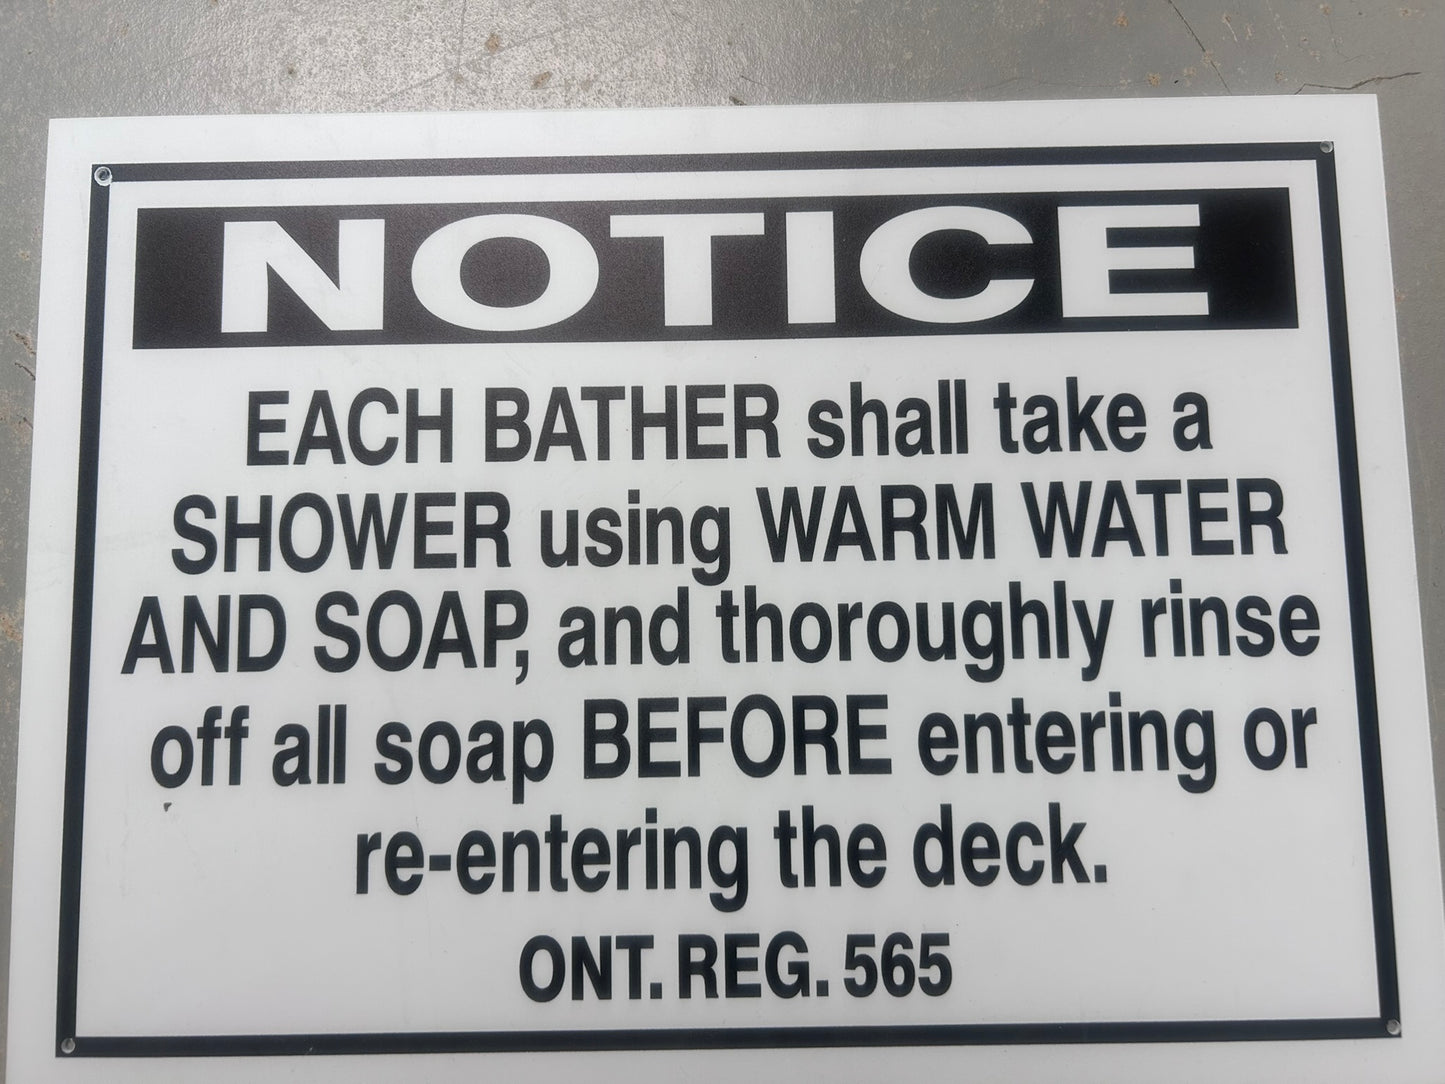 NOTICE
EACH BATHER shall take a
SHOWER using WARM WATER
AND SOAP, and thoroughly rinse
off all soap BEFORE entering or
re-entering the deck.
ONT. REG. 565